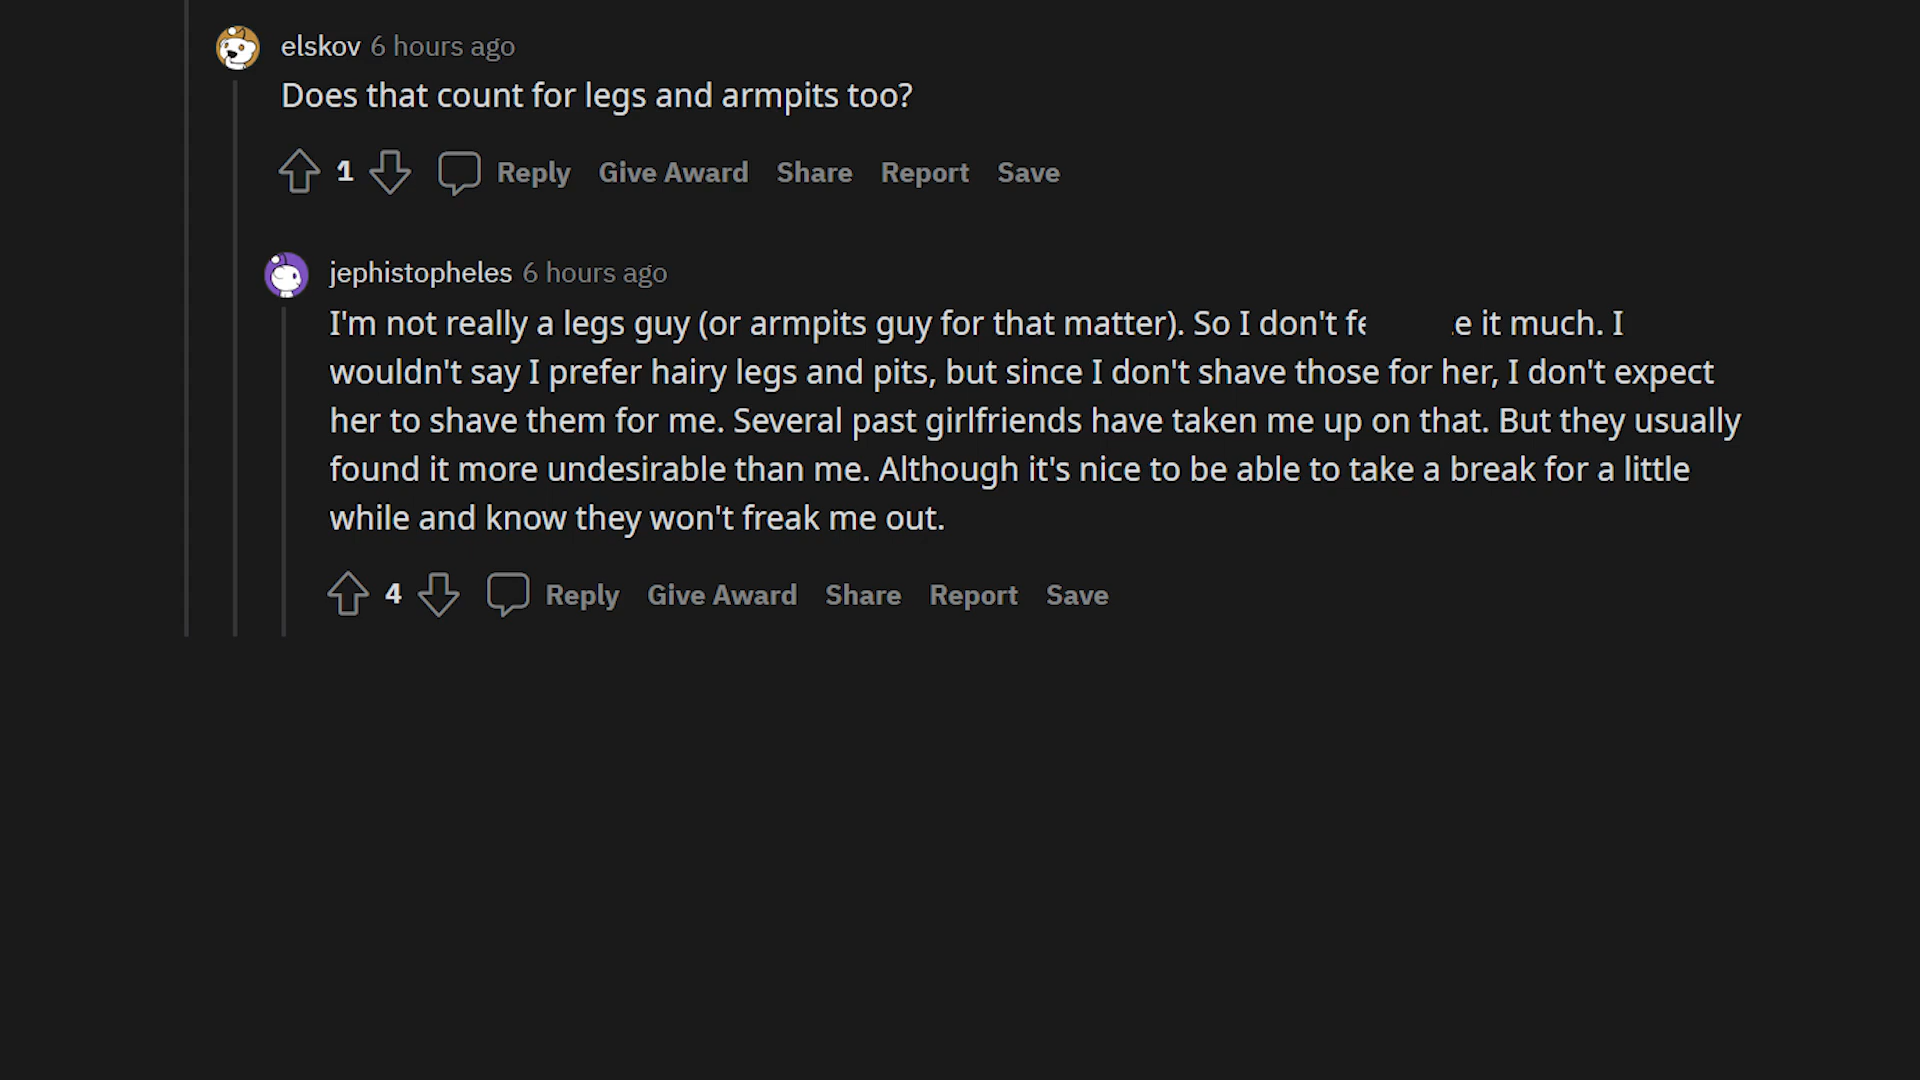 elskov 6 hours ago
Does that count for legs and armpits too?
1 Reply Give Award Share Report Save
jephistopheles 6 hours ago
I'm not really a legs guy (or armpits guy for that matter). So I don't it much. I
wouldn't say I prefer hairy legs and pits, but since I don't shave those for her, I don't expect
her to shave them for me. Several past girlfriends have taken me up on that. But they usually
found it more undesirable than me. Although it's nice to be able to take a break for a little
while and know they won't freak me out.
4 Reply Give Award Share Report Save